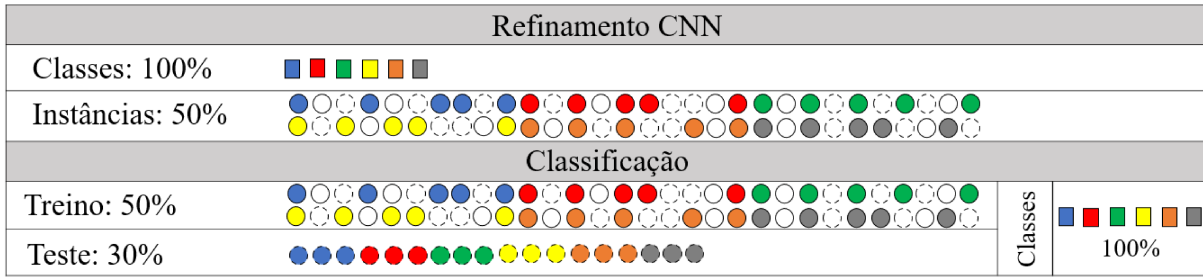 Refinamento CNN
Classes: 100%
Instâncias: 50%
Classificação
Treino: 50%
Teste: 30%
Classes
100%